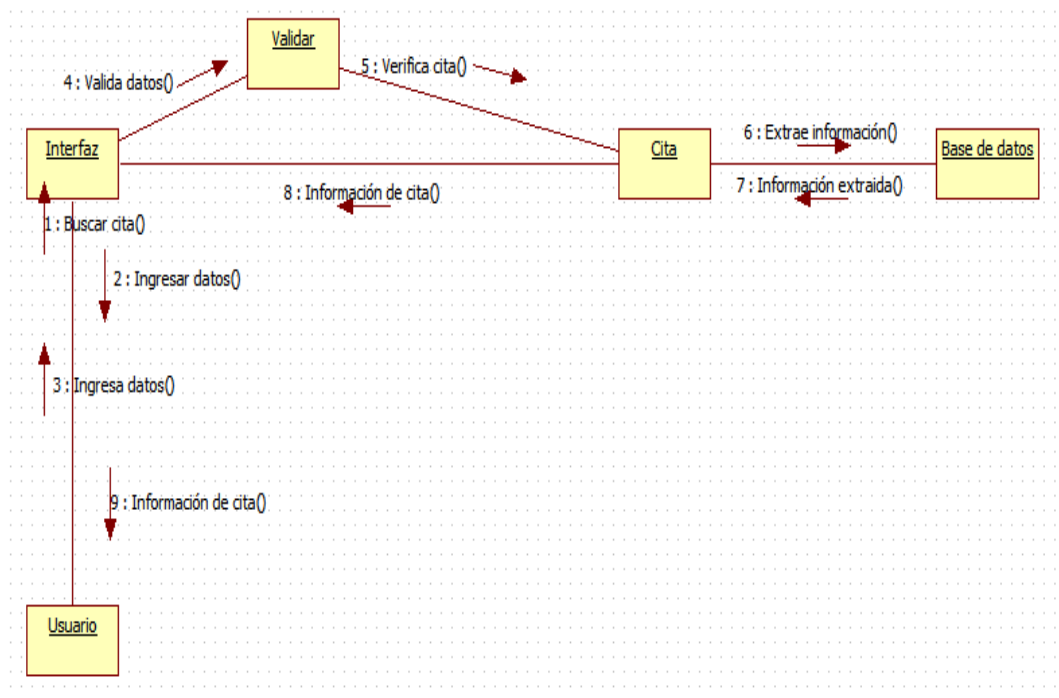 Validar
5 : Verifica cita()
4 : Valida datos()
6 : Extrae información()
Interfaz
Cita
Base de datos
7 : Información extraida()
8 : Información de cita()
1 : Buscar cita()
2 : Ingresar datos()
3 : Ingresa datos()
9 : Información de cita()
Usuario